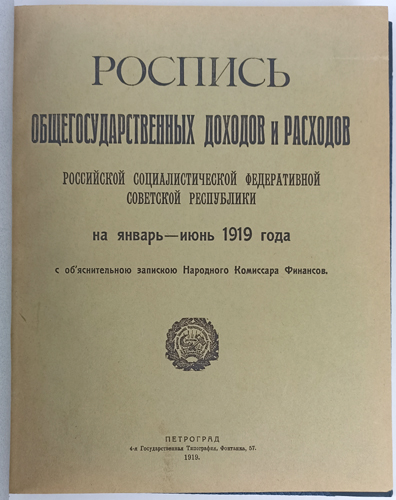 РОСПИСЬ
ОБЩЕГОСУДАРСТВЕННЫХ ДОХОДОВ и РАСХОДОВ
РОССИЙСКОЙ СОЦИАЛИСТИЧЕСКОЙ ФЕДЕРАТИВНОЙ
СОВЕТСКОЙ РЕСПУБЛИКИ
на январь—июнь 1919 года
с об'яснительною запискою Народного Комиссара Финансов.
ПЕТРОГРАД
4-я Государственная Типография, Фонтанка, 57.
1919.